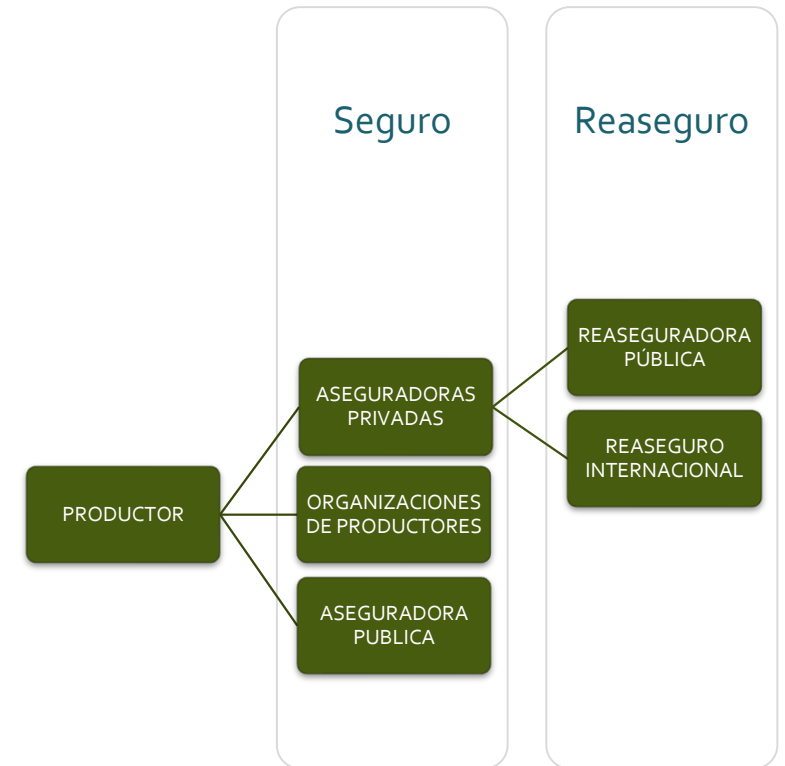 Seguro
Reaseguro
PRODUCTOR
ASEGURADORAS
PRIVADAS
ORGANIZACIONES
DE PRODUCTORES
ASEGURADORA
PUBLICA
REASEGURADORA
PÚBLICA
REASEGURO
INTERNACIONAL